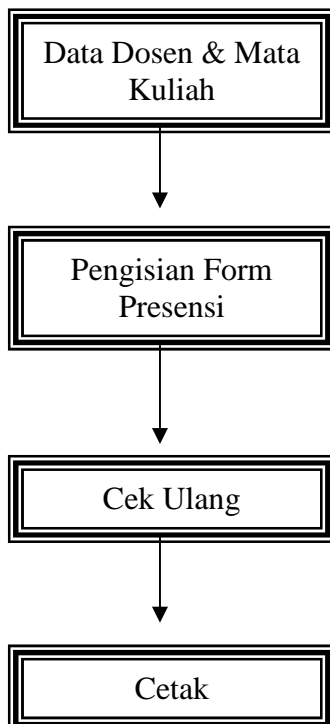 Data Dosen & Mata
Kuliah
Pengisian Form
Presensi
Cek Ulang
Cetak